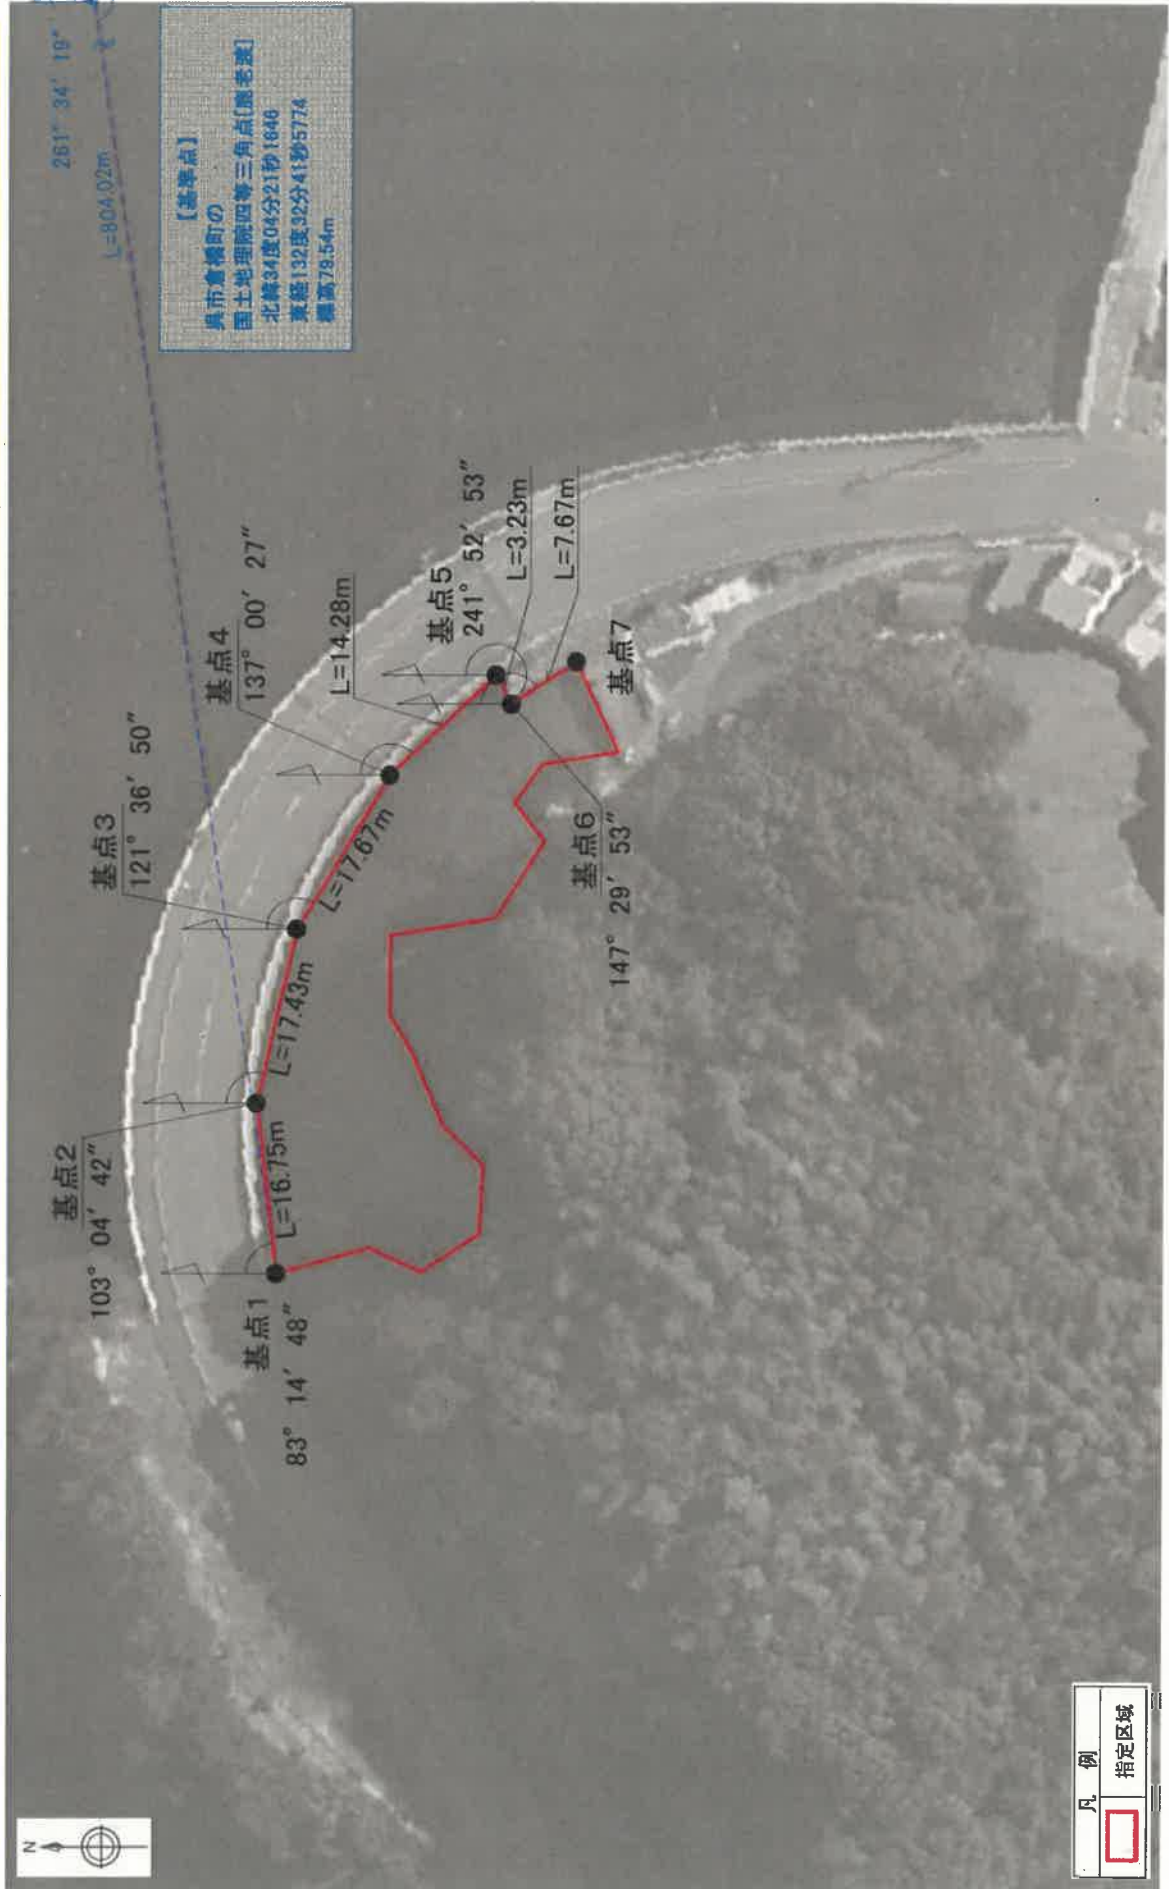 N
261° 34′ 19″
L=804.02m
【基準点】
呉市倉橋町の
国土地理院四等三角点[鹿老渡]
北緯34度04分21秒1646
東経132度32分41秒5774
標高79.54m
基点1
83° 14′ 48″
L=16.75m
基点2
103° 04′ 42″
L=17.43m
基点3
121° 36′ 50″
L=17.67m
基点4
137° 00′ 27″
L=14.28m
基点5
241° 52′ 53″
L=3.23m
L=7.67m
基点6
147° 29′ 53″
基点7
凡 例
指定区域